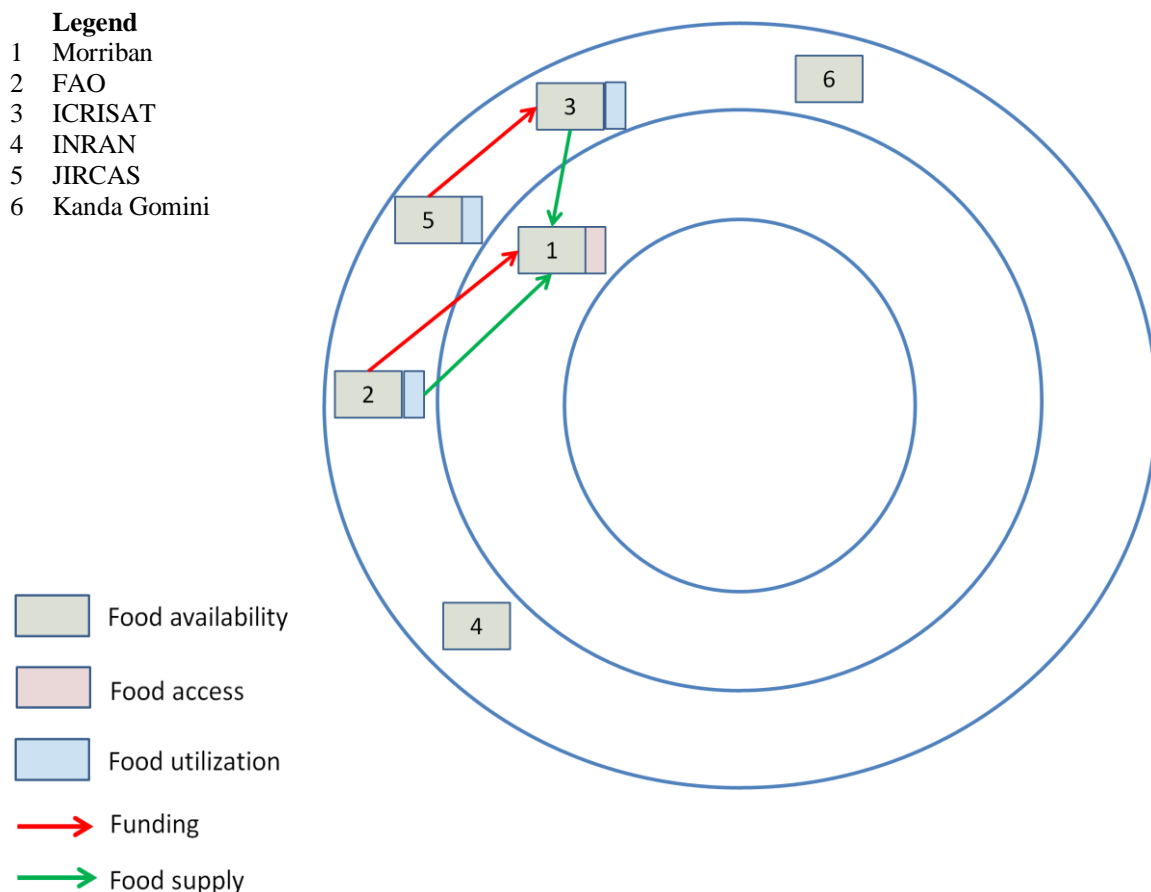 Legend
1 Morriban
2 FAO
3 ICRISAT
4 INRAN
5 JIRCAS
6 Kanda Gomini
6
3
5
1
2
4
Food availability
Food access
Food utilization
Funding
Food supply